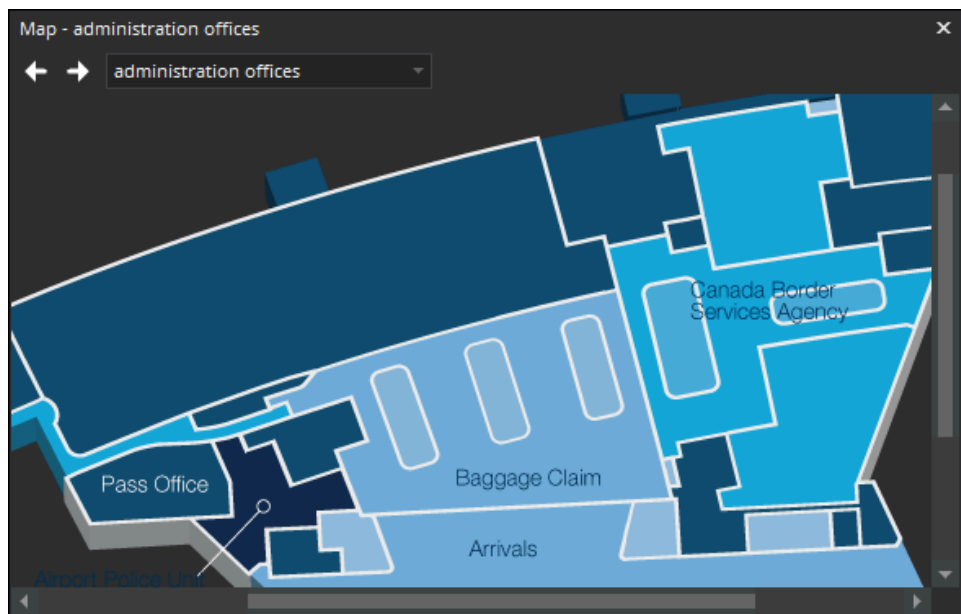 Map - administration offices
administration offices
Canada Border
Services Agency
Pass Office
Baggage Claim
Arrivals
Airport Police Unit